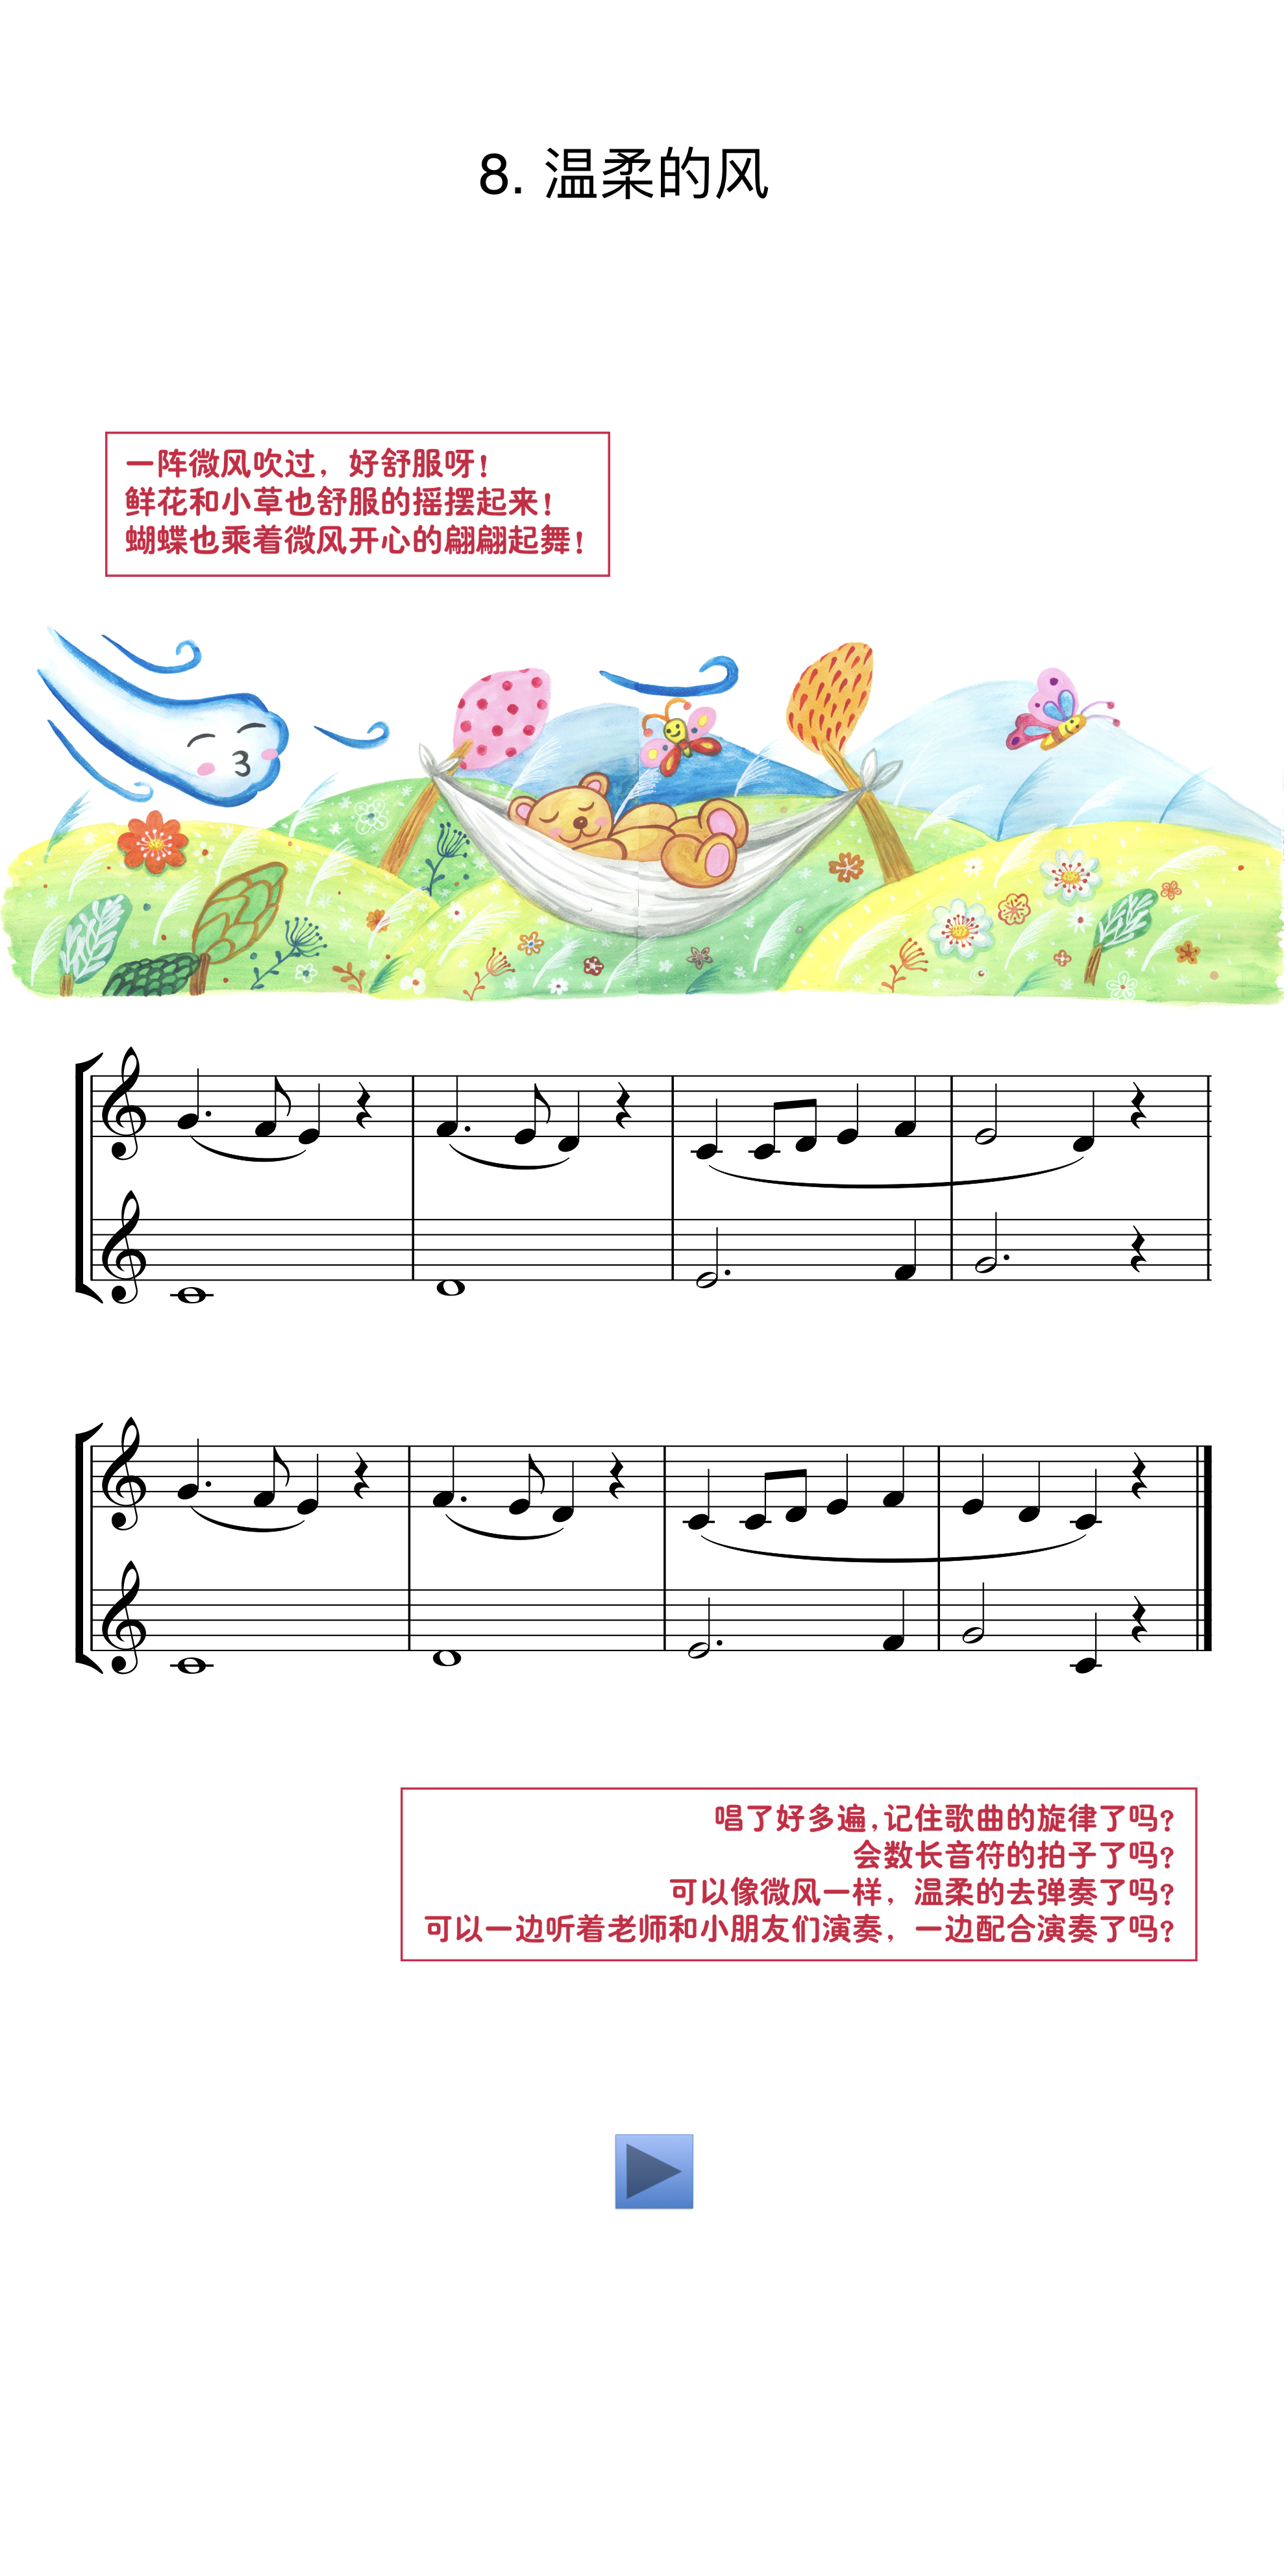 8. 温柔的风
一阵微风吹过，好舒服呀！
鲜花和小草也舒服的摇摆起来！
蝴蝶也乘着微风开心的翩翩起舞！
唱了好多遍，记住歌曲的旋律了吗？
会数长音符的拍子了吗？
可以像微风一样，温柔的去弹奏了吗？
可以一边听着老师和小朋友们演奏，一边配合演奏了吗？